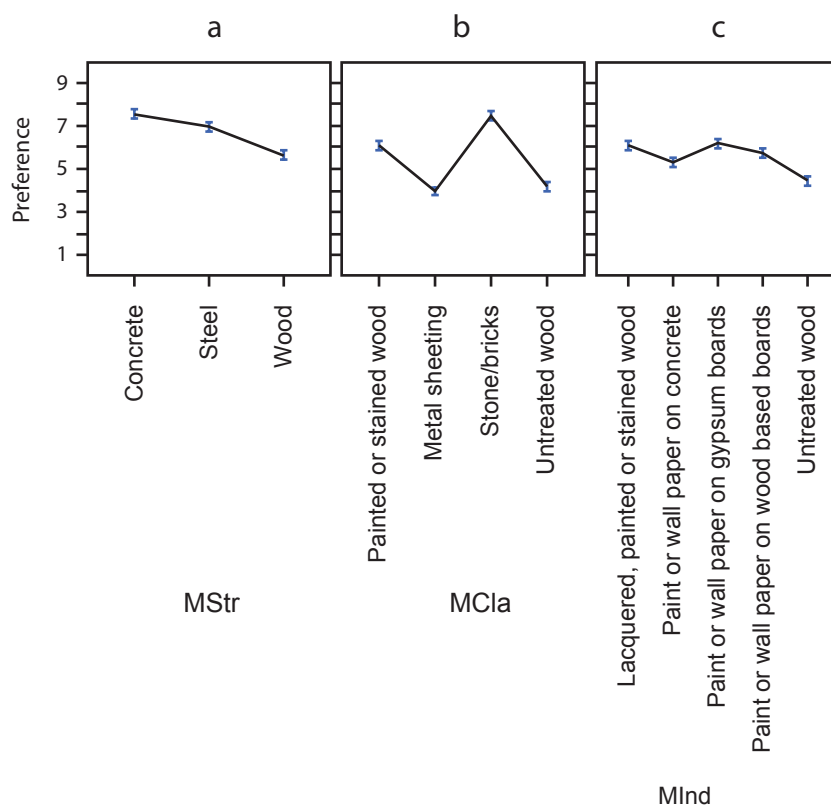 a
b
c
Preference
9
7
5
3
1
Concrete
Steel
Wood
MStr
Painted or stained wood
Metal sheeting
Stone/bricks
Untreated wood
MCla
Lacquered, painted or stained wood
Paint or wall paper on concrete
Paint or wall paper on gypsum boards
Paint or wall paper on wood based boards
Untreated wood
MInd